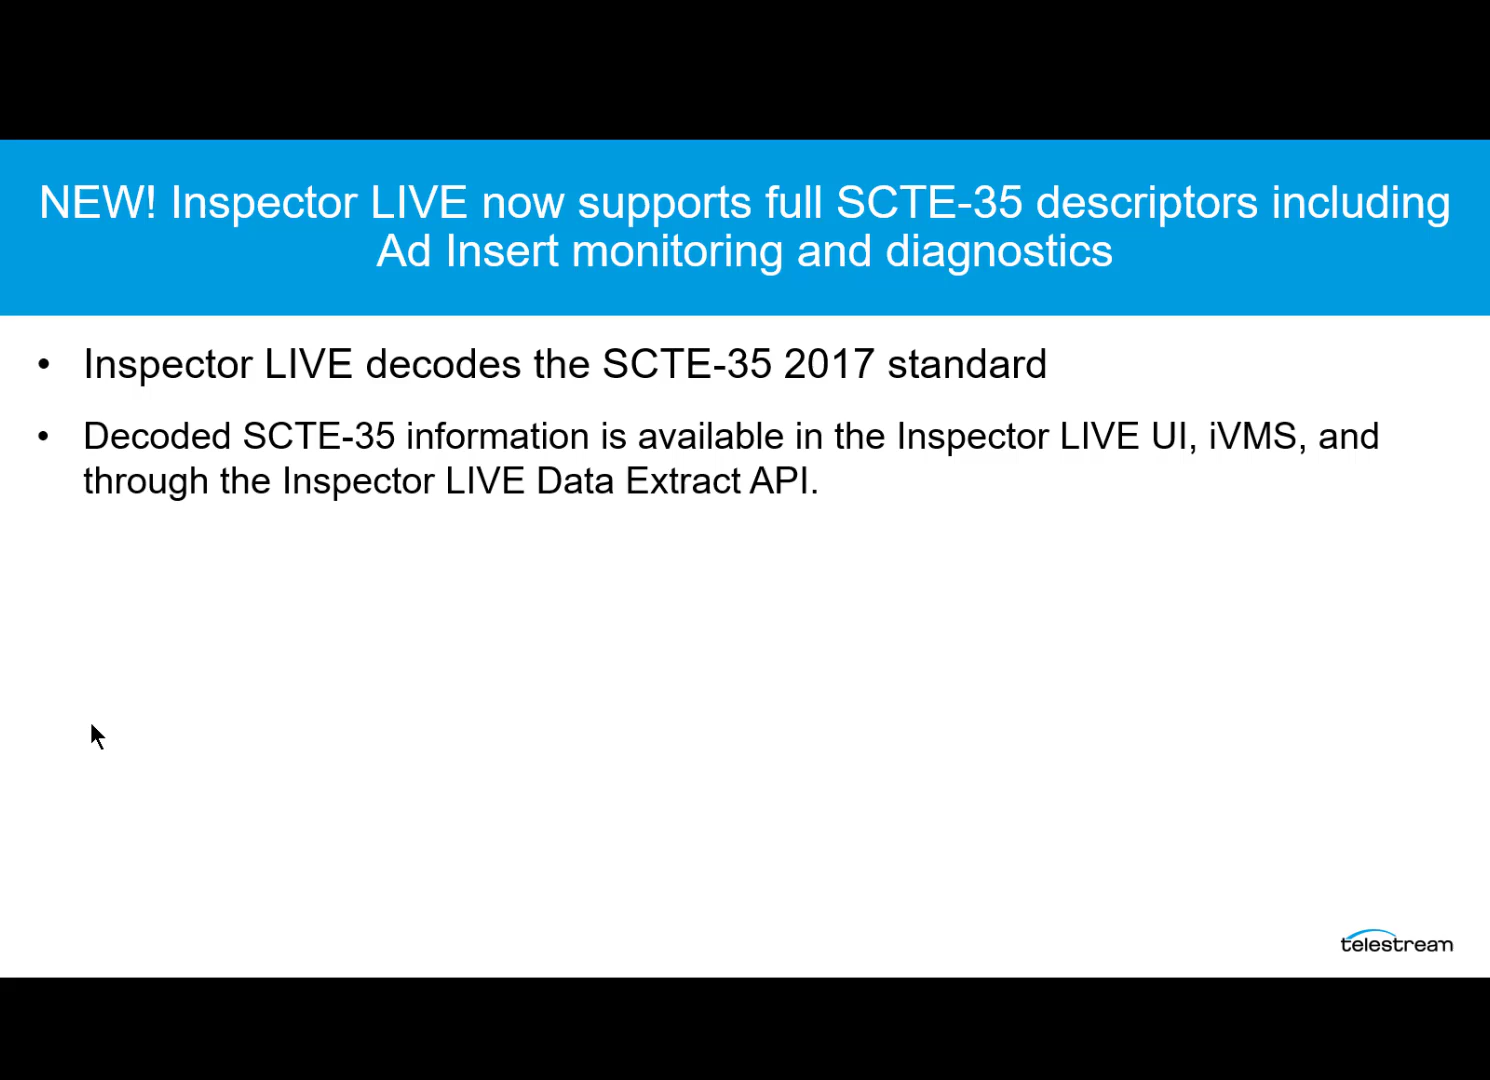 NEW! Inspector LIVE now supports full SCTE-35 descriptors including
Ad Insert monitoring and diagnostics
• Inspector LIVE decodes the SCTE-35 2017 standard
• Decoded SCTE-35 information is available in the Inspector LIVE UI, iVMS, and
through the Inspector LIVE Data Extract API.
telestream